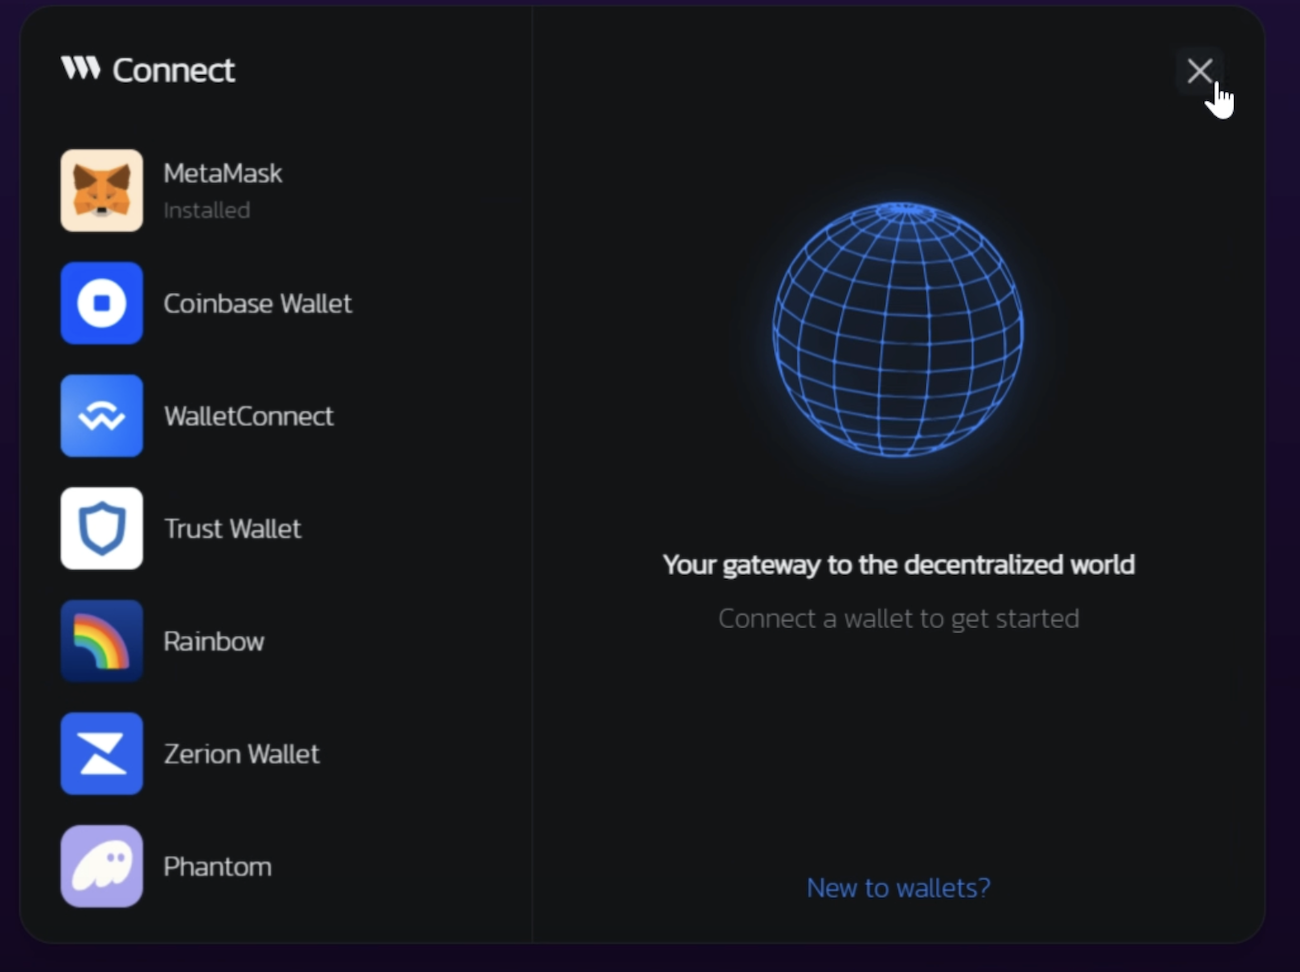 Connect
MetaMask
Installed
Coinbase Wallet
WalletConnect
Trust Wallet
Rainbow
Zerion Wallet
Phantom
Your gateway to the decentralized world
Connect a wallet to get started
New to wallets?